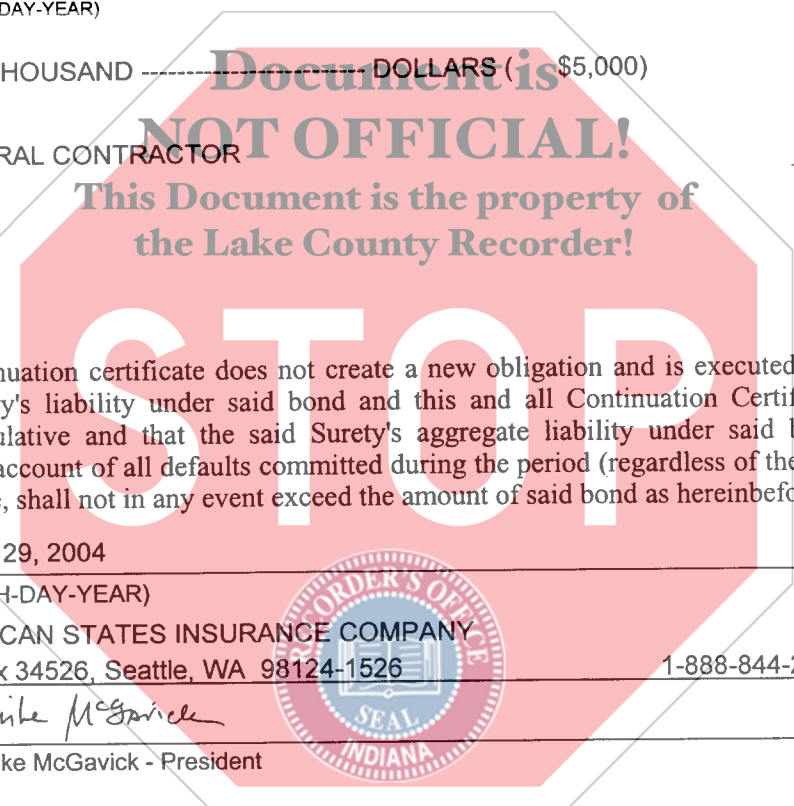 DAY-YEAR)
HOUSAND ------------------------- DOLLARS ( $5,000)
Document is
NOT OFFICIAL!
RAL CONTRACTOR
This Document is the property of
the Lake County Recorder!
STOP
nuation certificate does not create a new obligation and is executed
y's liability under said bond and this and all Continuation Certif
ulative and that the said Surety's aggregate liability under said b
account of all defaults committed during the period (regardless of the
, shall not in any event exceed the amount of said bond as hereinbefo
29, 2004
H-DAY-YEAR)
CAN STATES INSURANCE COMPANY
x 34526, Seattle, WA 98124-1526 1-888-844-2
RECORDER'S OFFICE
SEAL
INDIANA
ike McGavick
ke McGavick - President